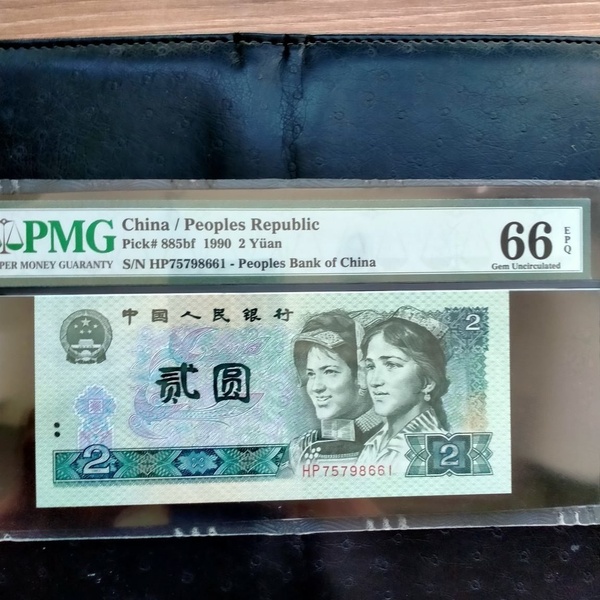 PMG
PER MONEY GUARANTY
China / Peoples Republic
Pick# 885bf 1990 2 Yüan
S/N HP75798661 - Peoples Bank of China
66
EPQ
Gem Uncirculated
中国人民银行
2
贰圆
2
HP75798661
2